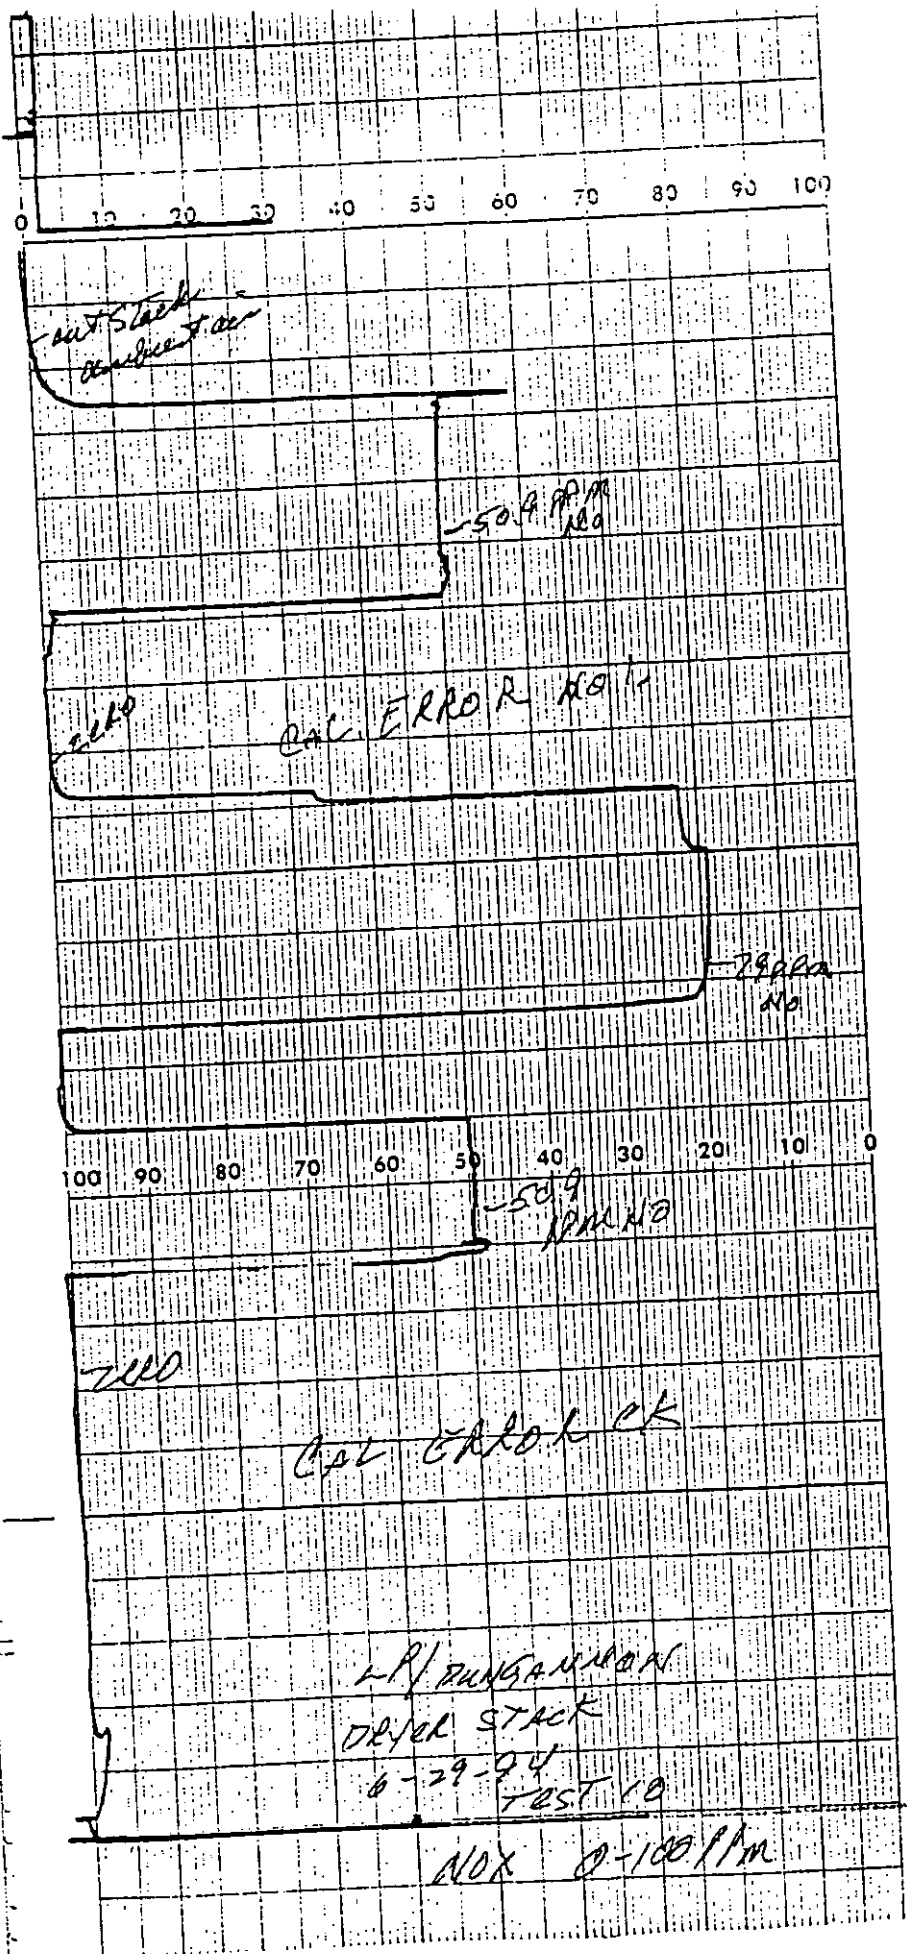 0 10 20 30 40 50 60 70 80 90 100
out Stack =
ambient air
50.9 PPM
NO
zero
CAL. ERROR
79 PPM
NO
100 90 80 70 60 50 40 30 20 10 0
50.9
PPM NO
ZERO
CAL ERROR CK
LP/ DUNGANNON
DRYER STACK
6-29-94
TEST 10
NOX 0-100 PPM